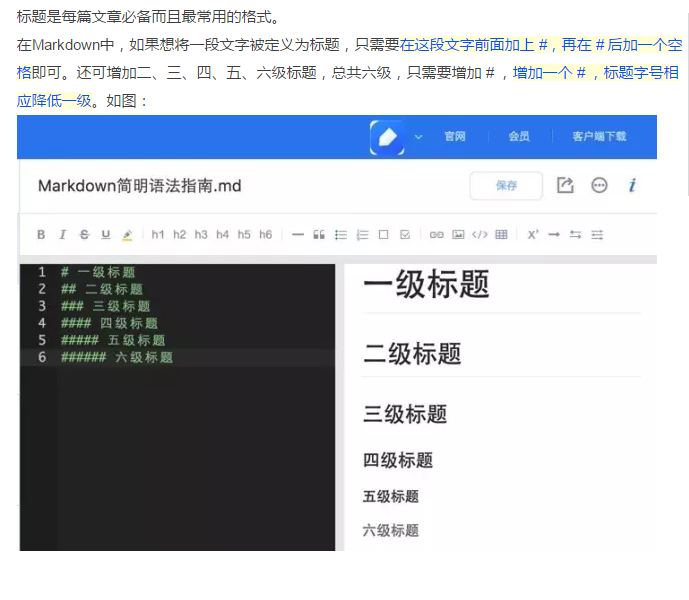 标题是每篇文章必备而且最常用的格式。
在Markdown中，如果想将一段文字被定义为标题，只需要在这段文字前面加上 #，再在 # 后加一个空
格即可。还可增加二、三、四、五、六级标题，总共六级，只需要增加 # ，增加一个 # ，标题字号相
应降低一级。如图：
官网 会员 客户端下载
Markdown简明语法指南.md 保存 i
B I S U h1 h2 h3 h4 h5 h6 </> X²
1 # 一级标题
2 ## 二级标题
3 ### 三级标题
4 #### 四级标题
5 ##### 五级标题
6 ###### 六级标题
一级标题
二级标题
三级标题
四级标题
五级标题
六级标题